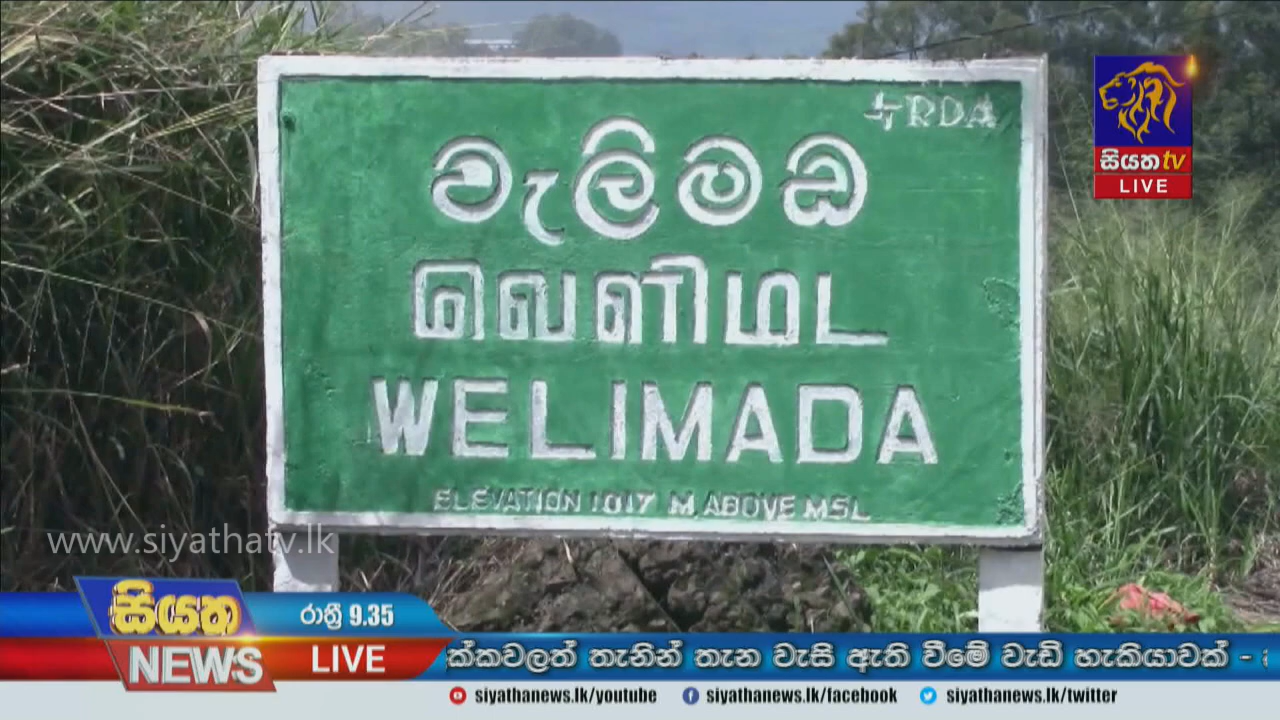 RDA
වැලිමඩ
வெளிமடை
WELIMADA
ELEVATION 1017 M. ABOVE MSL
සියත tv
LIVE
www.siyathatv.lk
සියත
NEWS
රාත්‍රී 9.35
LIVE
ක්කවලත් තැනින් තැන වැසි ඇති වීමේ වැඩි හැකියාවක් -
siyathanews.lk/youtube
siyathanews.lk/facebook
siyathanews.lk/twitter